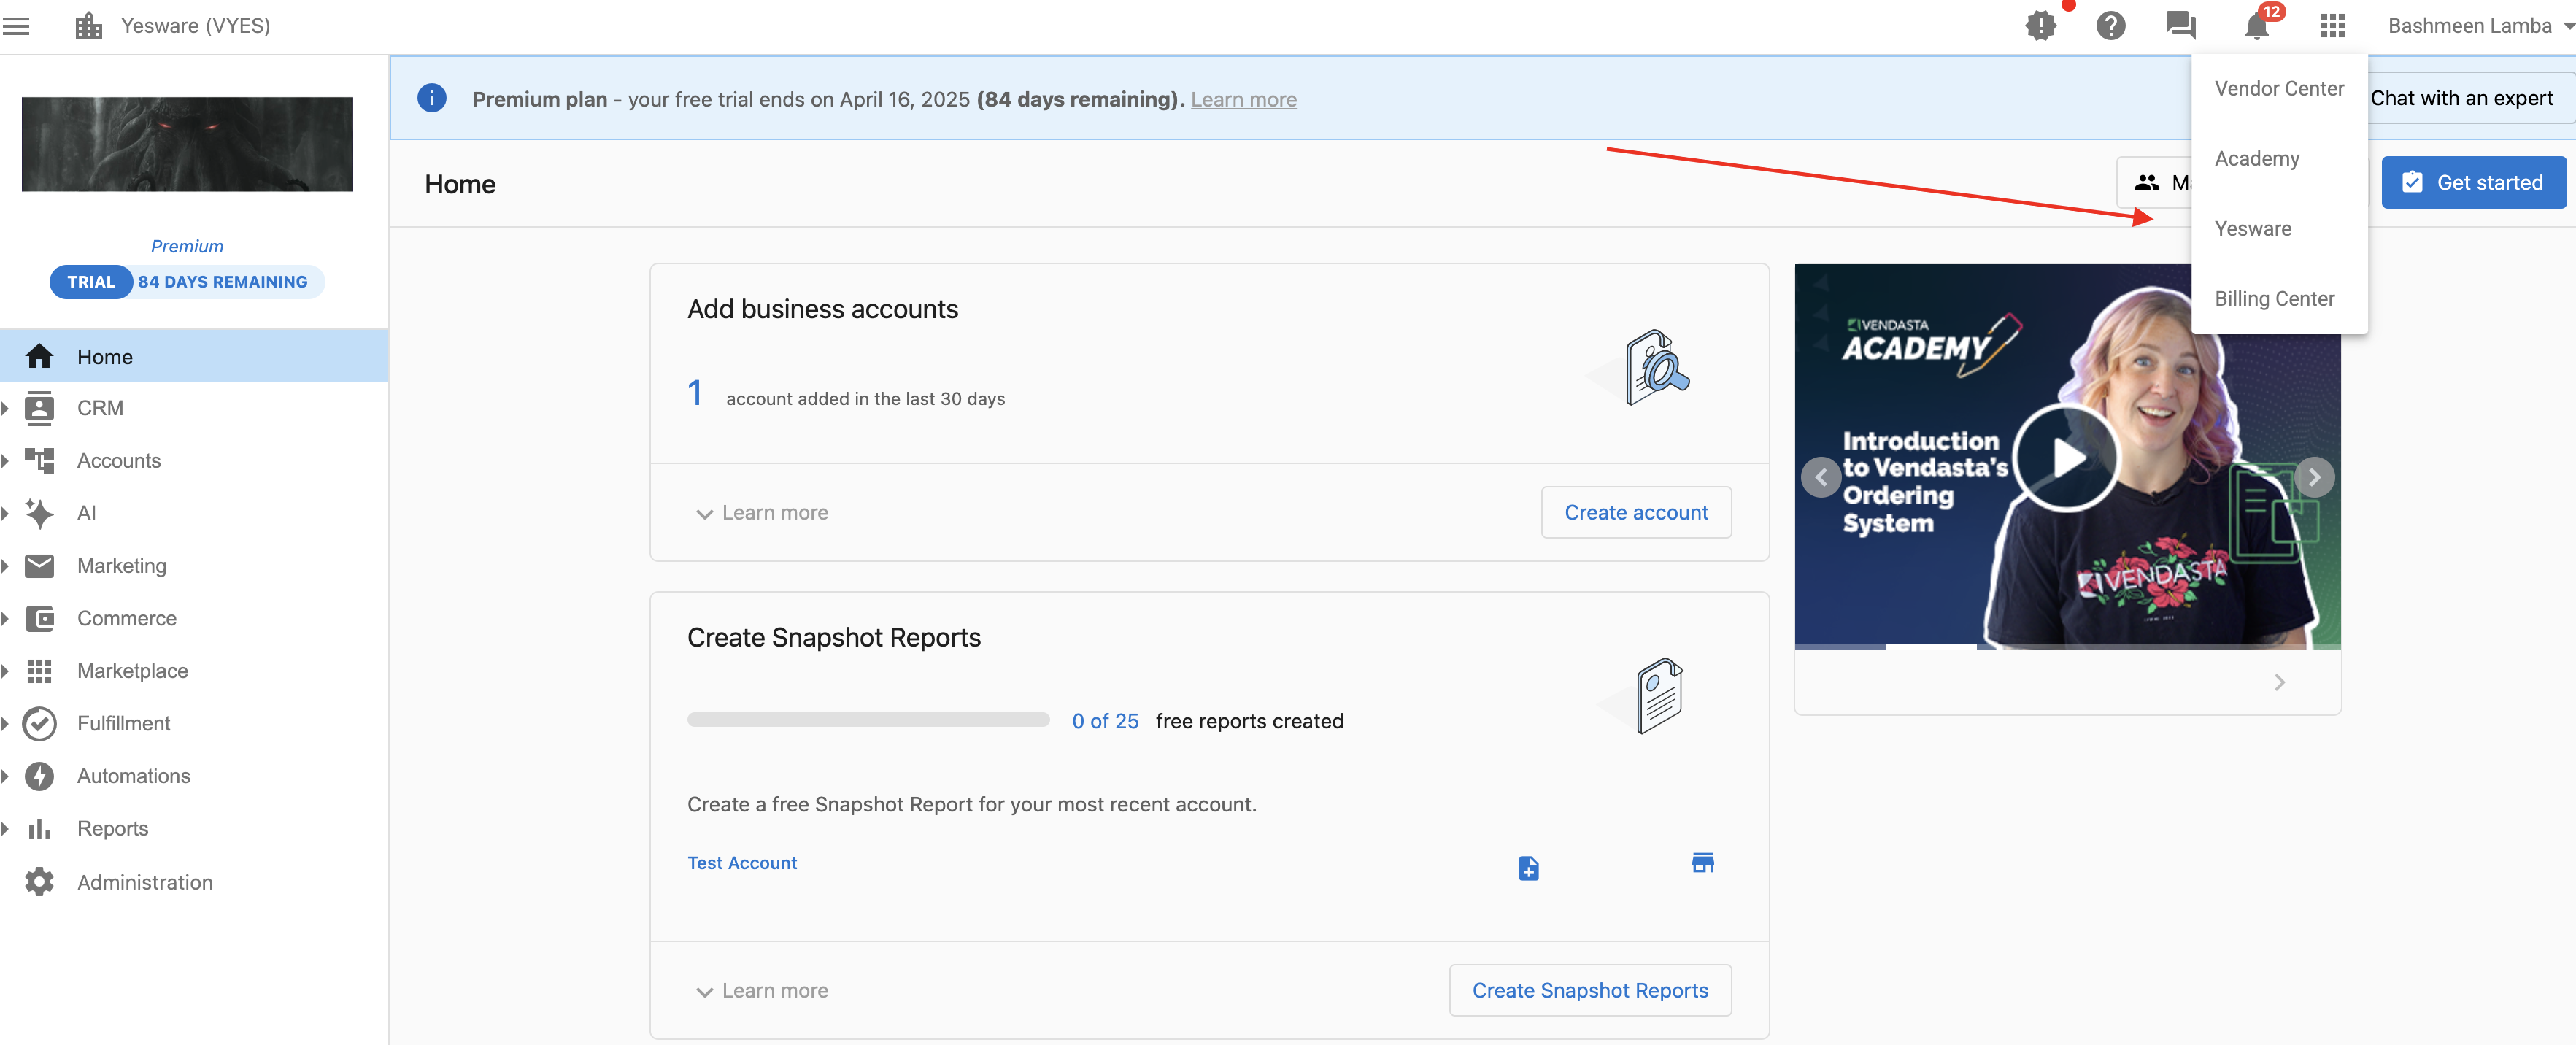 Yesware (VYES)
12
Bashmeen Lamba
Premium plan - your free trial ends on April 16, 2025 (84 days remaining). Learn more
Chat with an expert
Vendor Center
Academy
Yesware
Billing Center
Home
Get started
Premium
TRIAL 84 DAYS REMAINING
Home
CRM
Accounts
AI
Marketing
Commerce
Marketplace
Fulfillment
Automations
Reports
Administration
Add business accounts
1 account added in the last 30 days
Learn more
Create account
Create Snapshot Reports
0 of 25 free reports created
Create a free Snapshot Report for your most recent account.
Test Account
Learn more
Create Snapshot Reports
VENDASTA
ACADEMY
Introduction
to Vendasta's
Ordering
System
VENDASTA